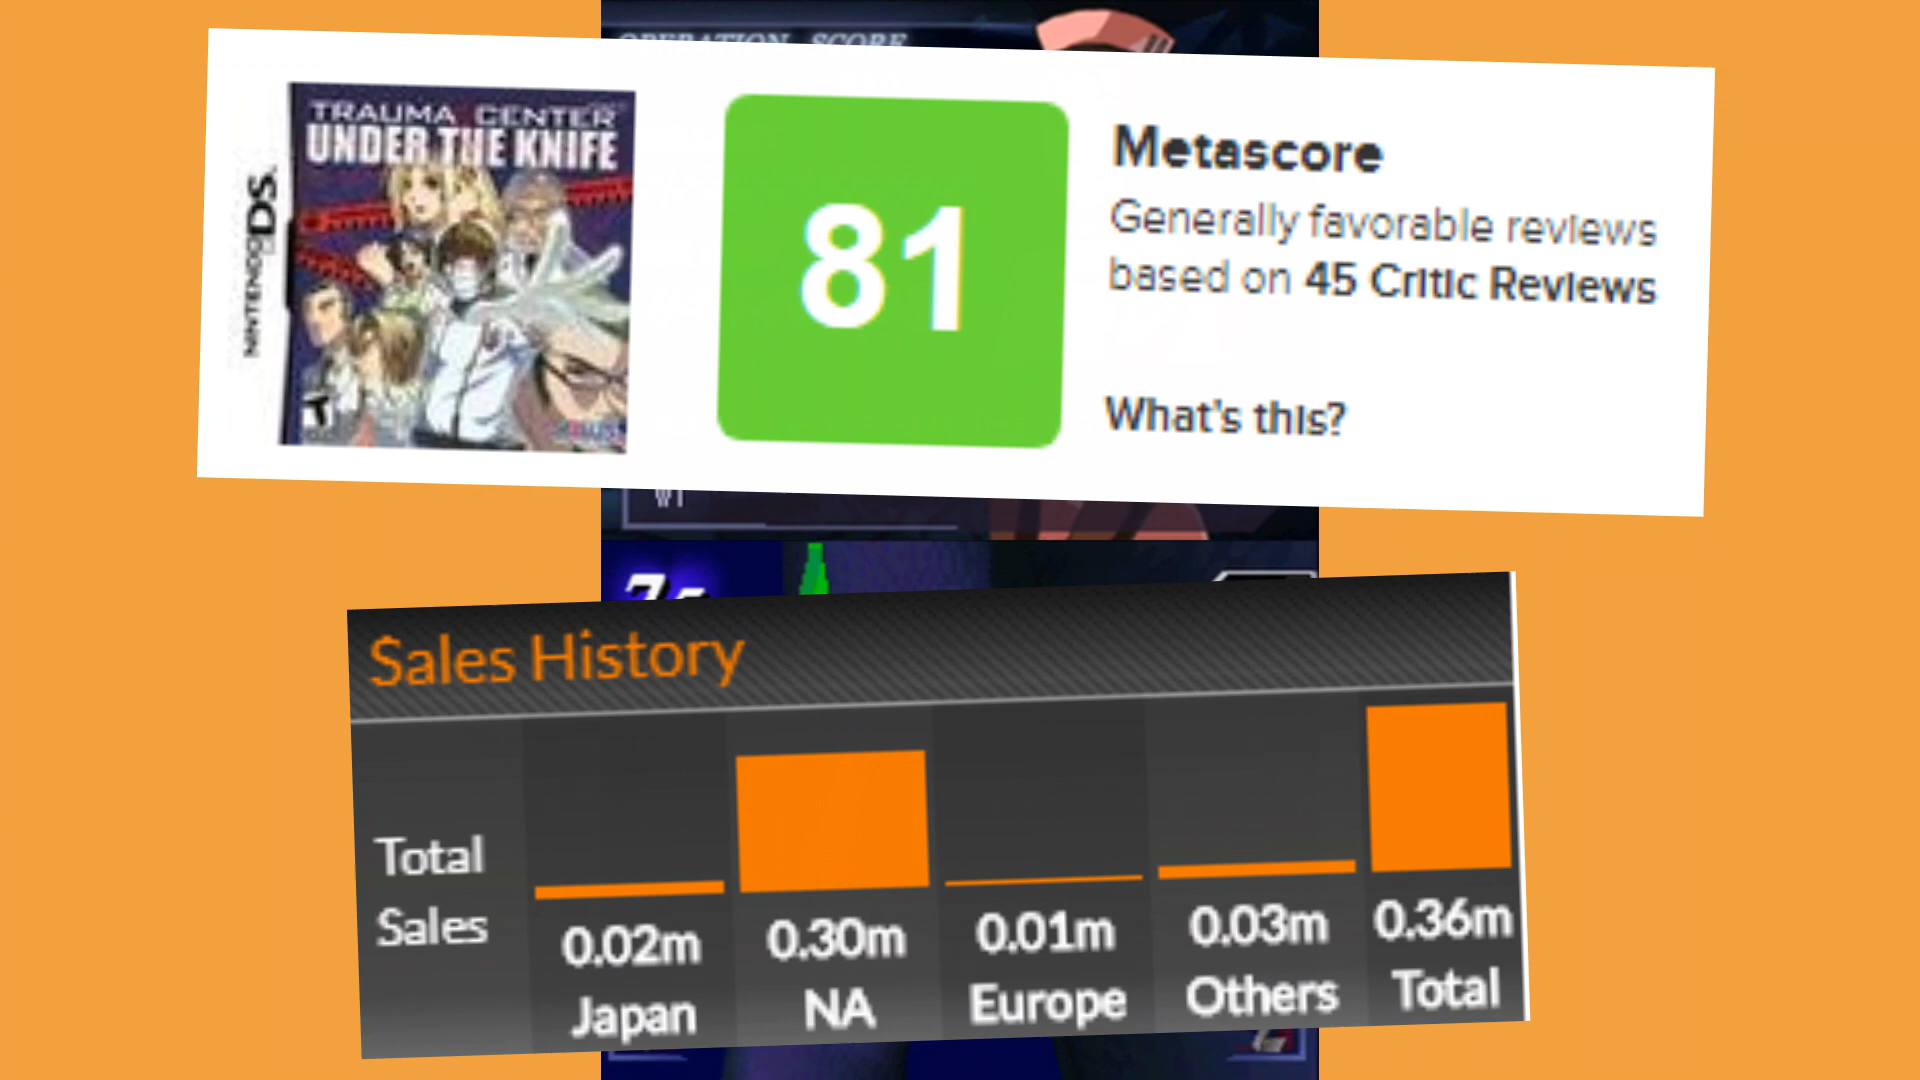 OPERATION SCORE
TRAUMA CENTER
UNDER THE KNIFE
NINTENDO DS
T
81
Metascore
Generally favorable reviews
based on 45 Critic Reviews
What's this?
Sales History
Total
Sales
0.02m
0.30m
0.01m
0.03m
0.36m
Japan
NA
Europe
Others
Total